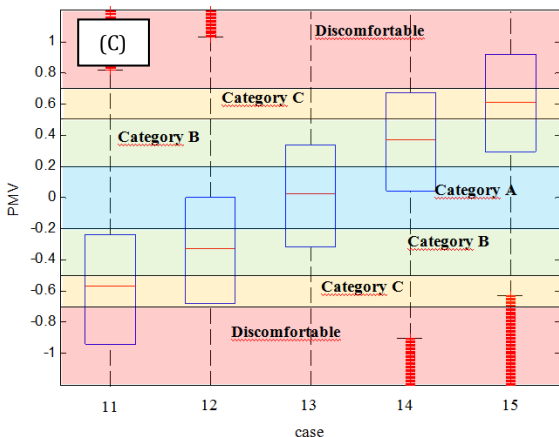 (C)
Discomfortable
Category C
Category B
Category A
Category B
Category C
Discomfortable
PMV
1
0.8
0.6
0.4
0.2
0
-0.2
-0.4
-0.6
-0.8
-1
11 12 13 14 15
case